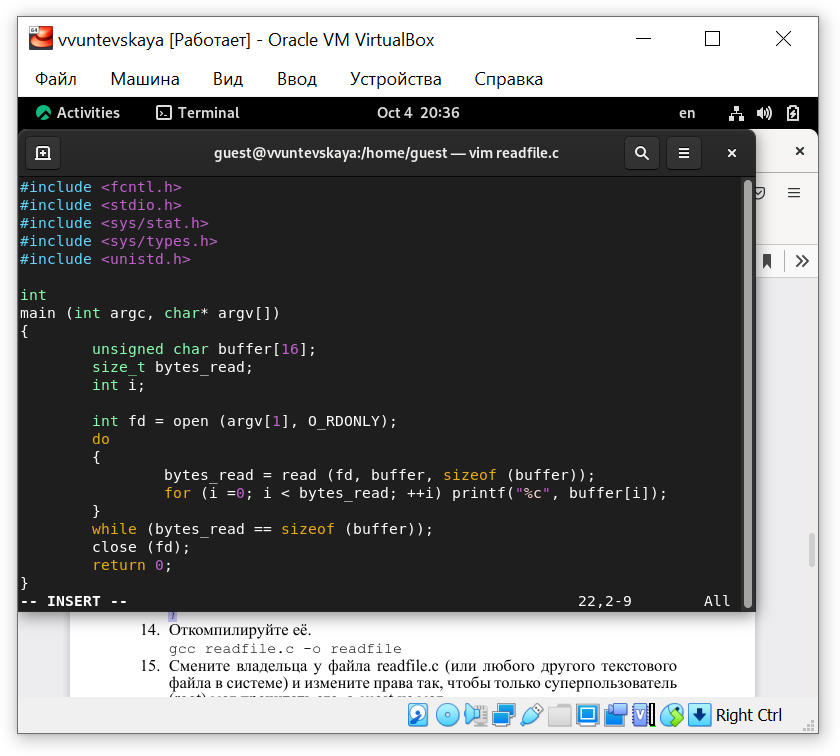 vvuntevskaya [Работает] - Oracle VM VirtualBox
Файл Машина Вид Ввод Устройства Справка
Activities Terminal Oct 4 20:36 en
guest@vvuntevskaya:/home/guest — vim readfile.c
#include <fcntl.h>
#include <stdio.h>
#include <sys/stat.h>
#include <sys/types.h>
#include <unistd.h>
int
main (int argc, char* argv[])
{
unsigned char buffer[16];
size_t bytes_read;
int i;
int fd = open (argv[1], O_RDONLY);
do
{
bytes_read = read (fd, buffer, sizeof (buffer));
for (i =0; i < bytes_read; ++i) printf("%c", buffer[i]);
}
while (bytes_read == sizeof (buffer));
close (fd);
return 0;
}
-- INSERT -- 22,2-9 All
14. Откомпилируйте её.
gcc readfile.c -o readfile
15. Смените владельца у файла readfile.c (или любого другого текстового
файла в системе) и измените права так, чтобы только суперпользователь
Right Ctrl